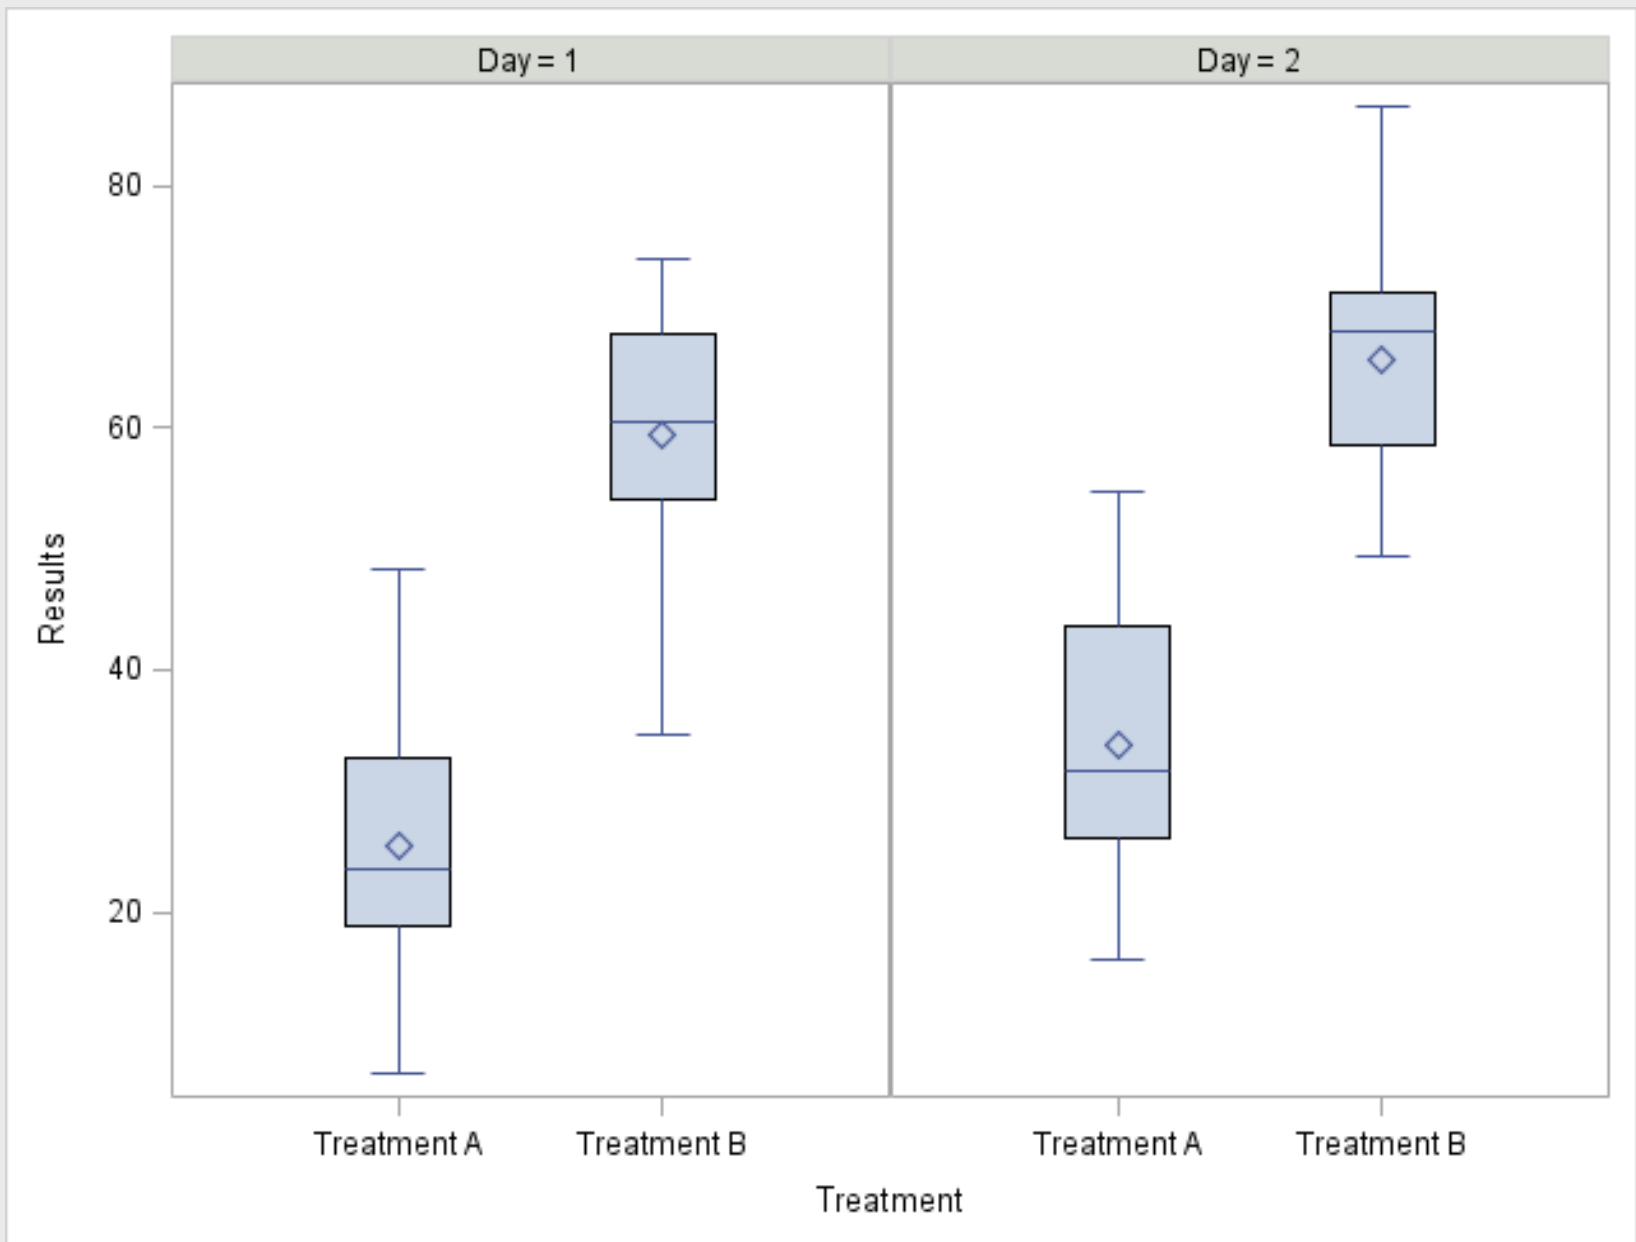 Day = 1
Day = 2
80
60
40
20
Results
Treatment A
Treatment B
Treatment A
Treatment B
Treatment